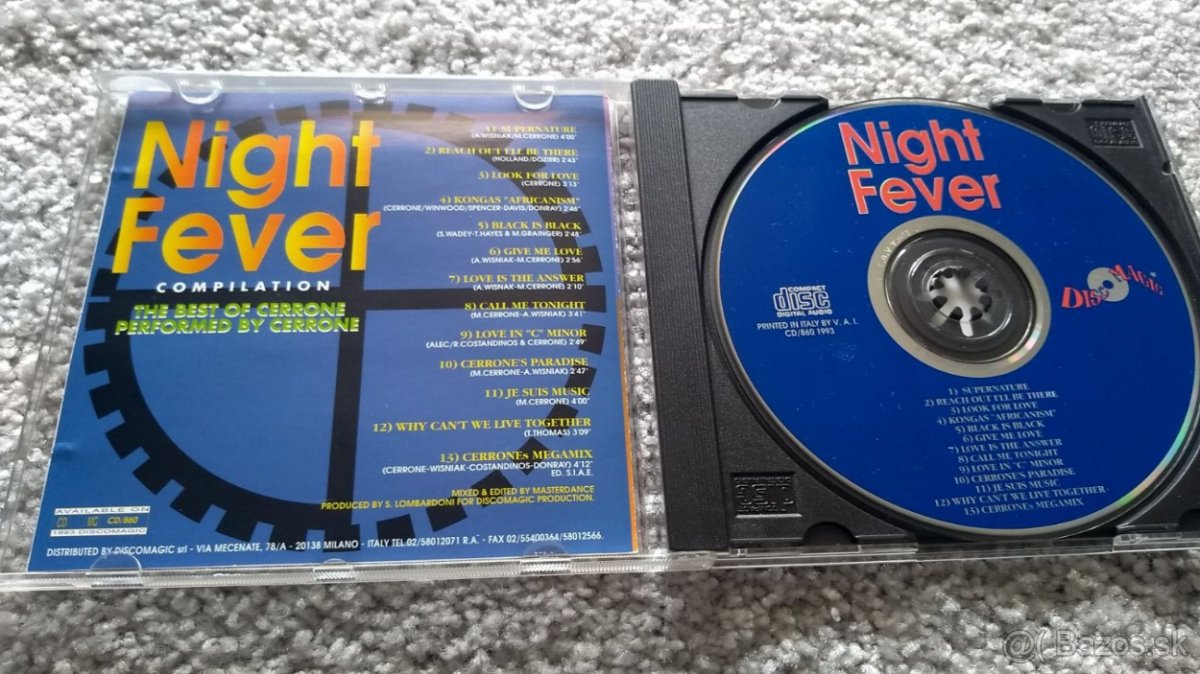 Night
Fever
COMPILATION
THE BEST OF CERRONE
PERFORMED BY CERRONE
1) SUPERNATURE
(A.WISNIAK/M.CERRONE) 4'00"
2) REACH OUT I'LL BE THERE
(HOLLAND/DOZIER) 2'43"
3) LOOK FOR LOVE
(CERRONE) 3'13"
4) KONGAS "AFRICANISM"
(CERRONE/WINWOOD/SPENCER-DAVIS/DONRAY) 2'46"
5) BLACK IS BLACK
(S.WADEY-T.HAYES & M.GRAINGER) 2'48"
6) GIVE ME LOVE
(A.WISNIAK-M.CERRONE) 2'56"
7) LOVE IS THE ANSWER
(A.WISNAK-M CERRONE) 2'10"
8) CALL ME TONIGHT
(M.CERRONE-A.WISNIAK) 3'41"
9) LOVE IN "C" MINOR
(ALEC/R.COSTANDINOS & CERRONE) 2'49"
10) CERRONE'S PARADISE
(M.CERRONE-A.WISNIAK) 2'47"
11) JE SUIS MUSIC
(M.CERRONE) 4'00"
12) WHY CAN'T WE LIVE TOGETHER
(T.THOMAS) 3'09"
13) CERRONEs MEGAMIX
(CERRONE-WISNIAK-COSTANDINOS-DONRAY) 4'12"
ED. S.I.A.E.
MIXED & EDITED BY MASTERDANCE
PRODUCED BY S. LOMBARDONI FOR DISCOMAGIC PRODUCTION.
AVAILABLE ON
CD MC CD/860
1993 DISCOMAGIC
DISTRIBUTED BY DISCOMAGIC srl - VIA MECENATE, 78/A - 20138 MILANO - ITALY TEL.02/58012071 R.A. - FAX 02/55400364/58012566.
Night
Fever
COMPACT
disc
DIGITAL AUDIO
PRINTED IN ITALY BY V. A. I.
CD/860 1993
DISCOMAGIC
1) SUPERNATURE
2) REACH OUT I'LL BE THERE
3) LOOK FOR LOVE
4) KONGAS "AFRICANISM"
5) BLACK IS BLACK
6) GIVE ME LOVE
7) LOVE IS THE ANSWER
8) CALL ME TONIGHT
9) LOVE IN "C" MINOR
10) CERRONE'S PARADISE
11) JE SUIS MUSIC
12) WHY CAN'T WE LIVE TOGETHER
13) CERRONEs MEGAMIX
Bazos.sk